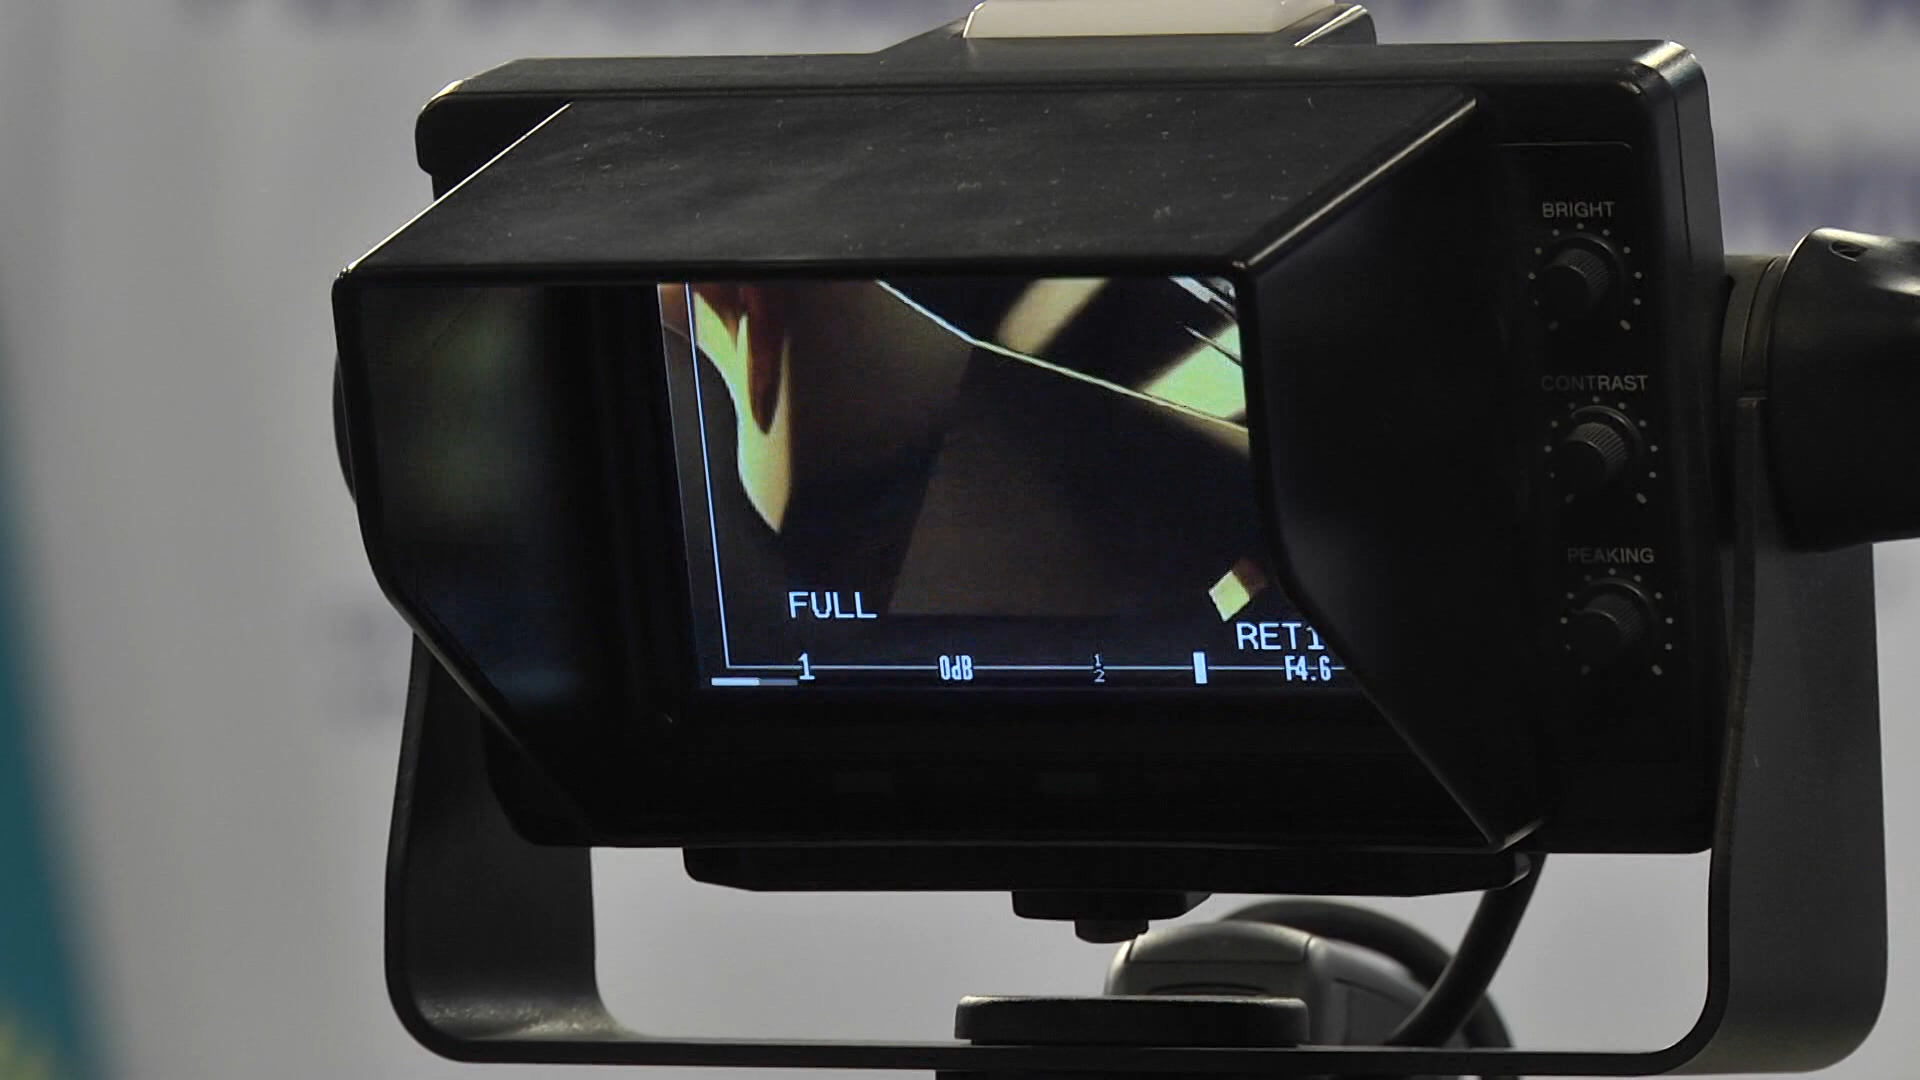 BRIGHT
CONTRAST
PEAKING
FULL
RET1
1 0dB 1/2 F4.6